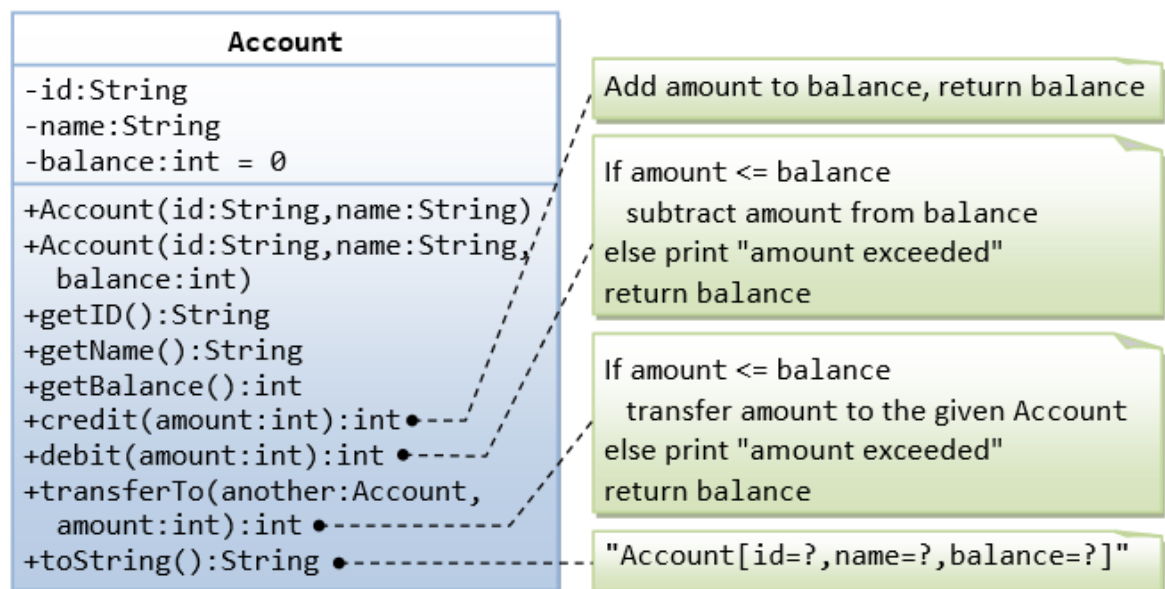 Account
-id:String
-name:String
-balance:int = 0
+Account(id:String,name:String)
+Account(id:String,name:String,
balance:int)
+getID():String
+getName():String
+getBalance():int
+credit(amount:int):int
+debit(amount:int):int
+transferTo(another:Account,
amount:int):int
+toString():String
Add amount to balance, return balance
If amount <= balance
subtract amount from balance
else print "amount exceeded"
return balance
If amount <= balance
transfer amount to the given Account
else print "amount exceeded"
return balance
"Account[id=?,name=?,balance=?]"